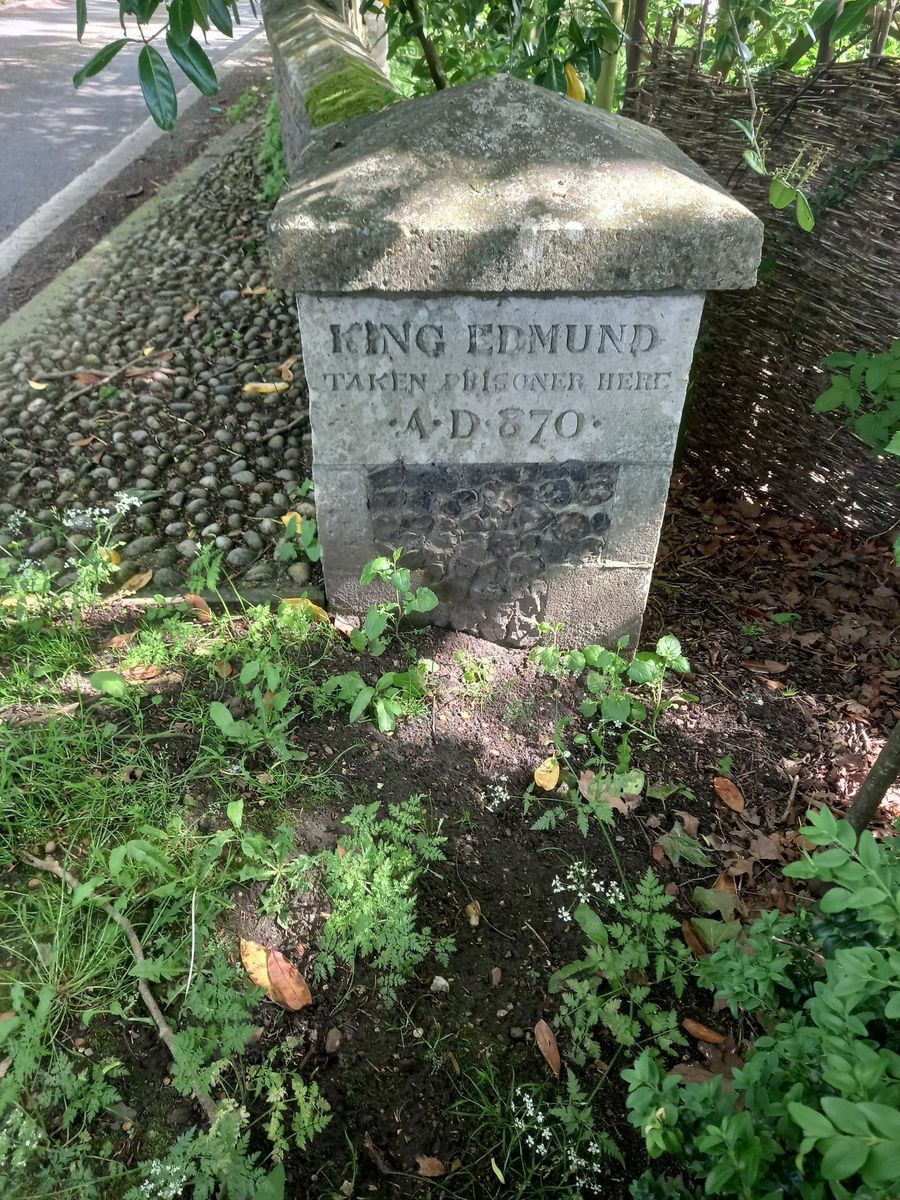 KING EDMUND
TAKEN PRISONER HERE
·A·D·870·